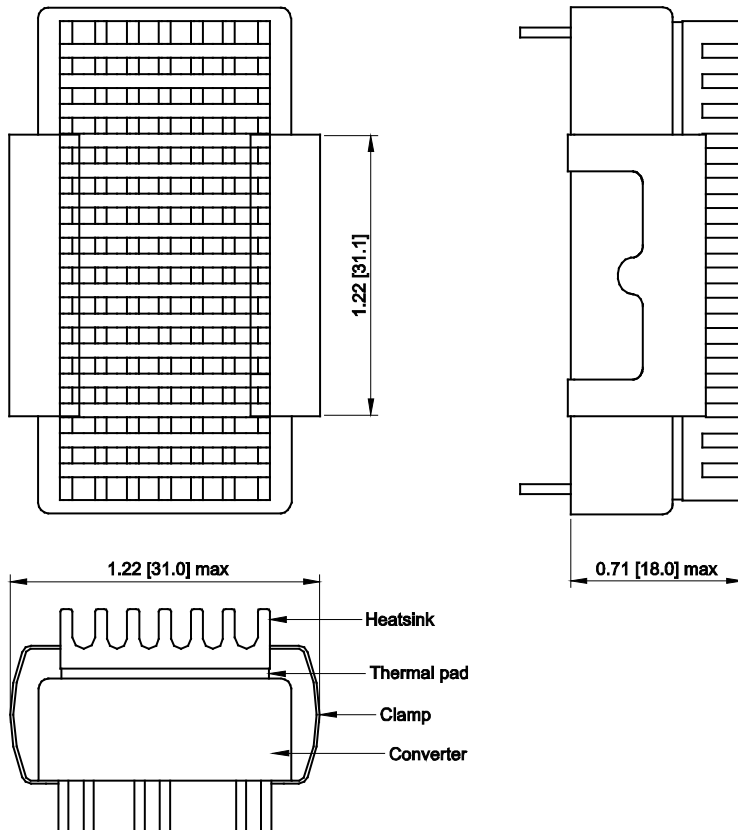 1.22 [31.1]
1.22 [31.0] max
0.71 [18.0] max
Heatsink
Thermal pad
Clamp
Converter